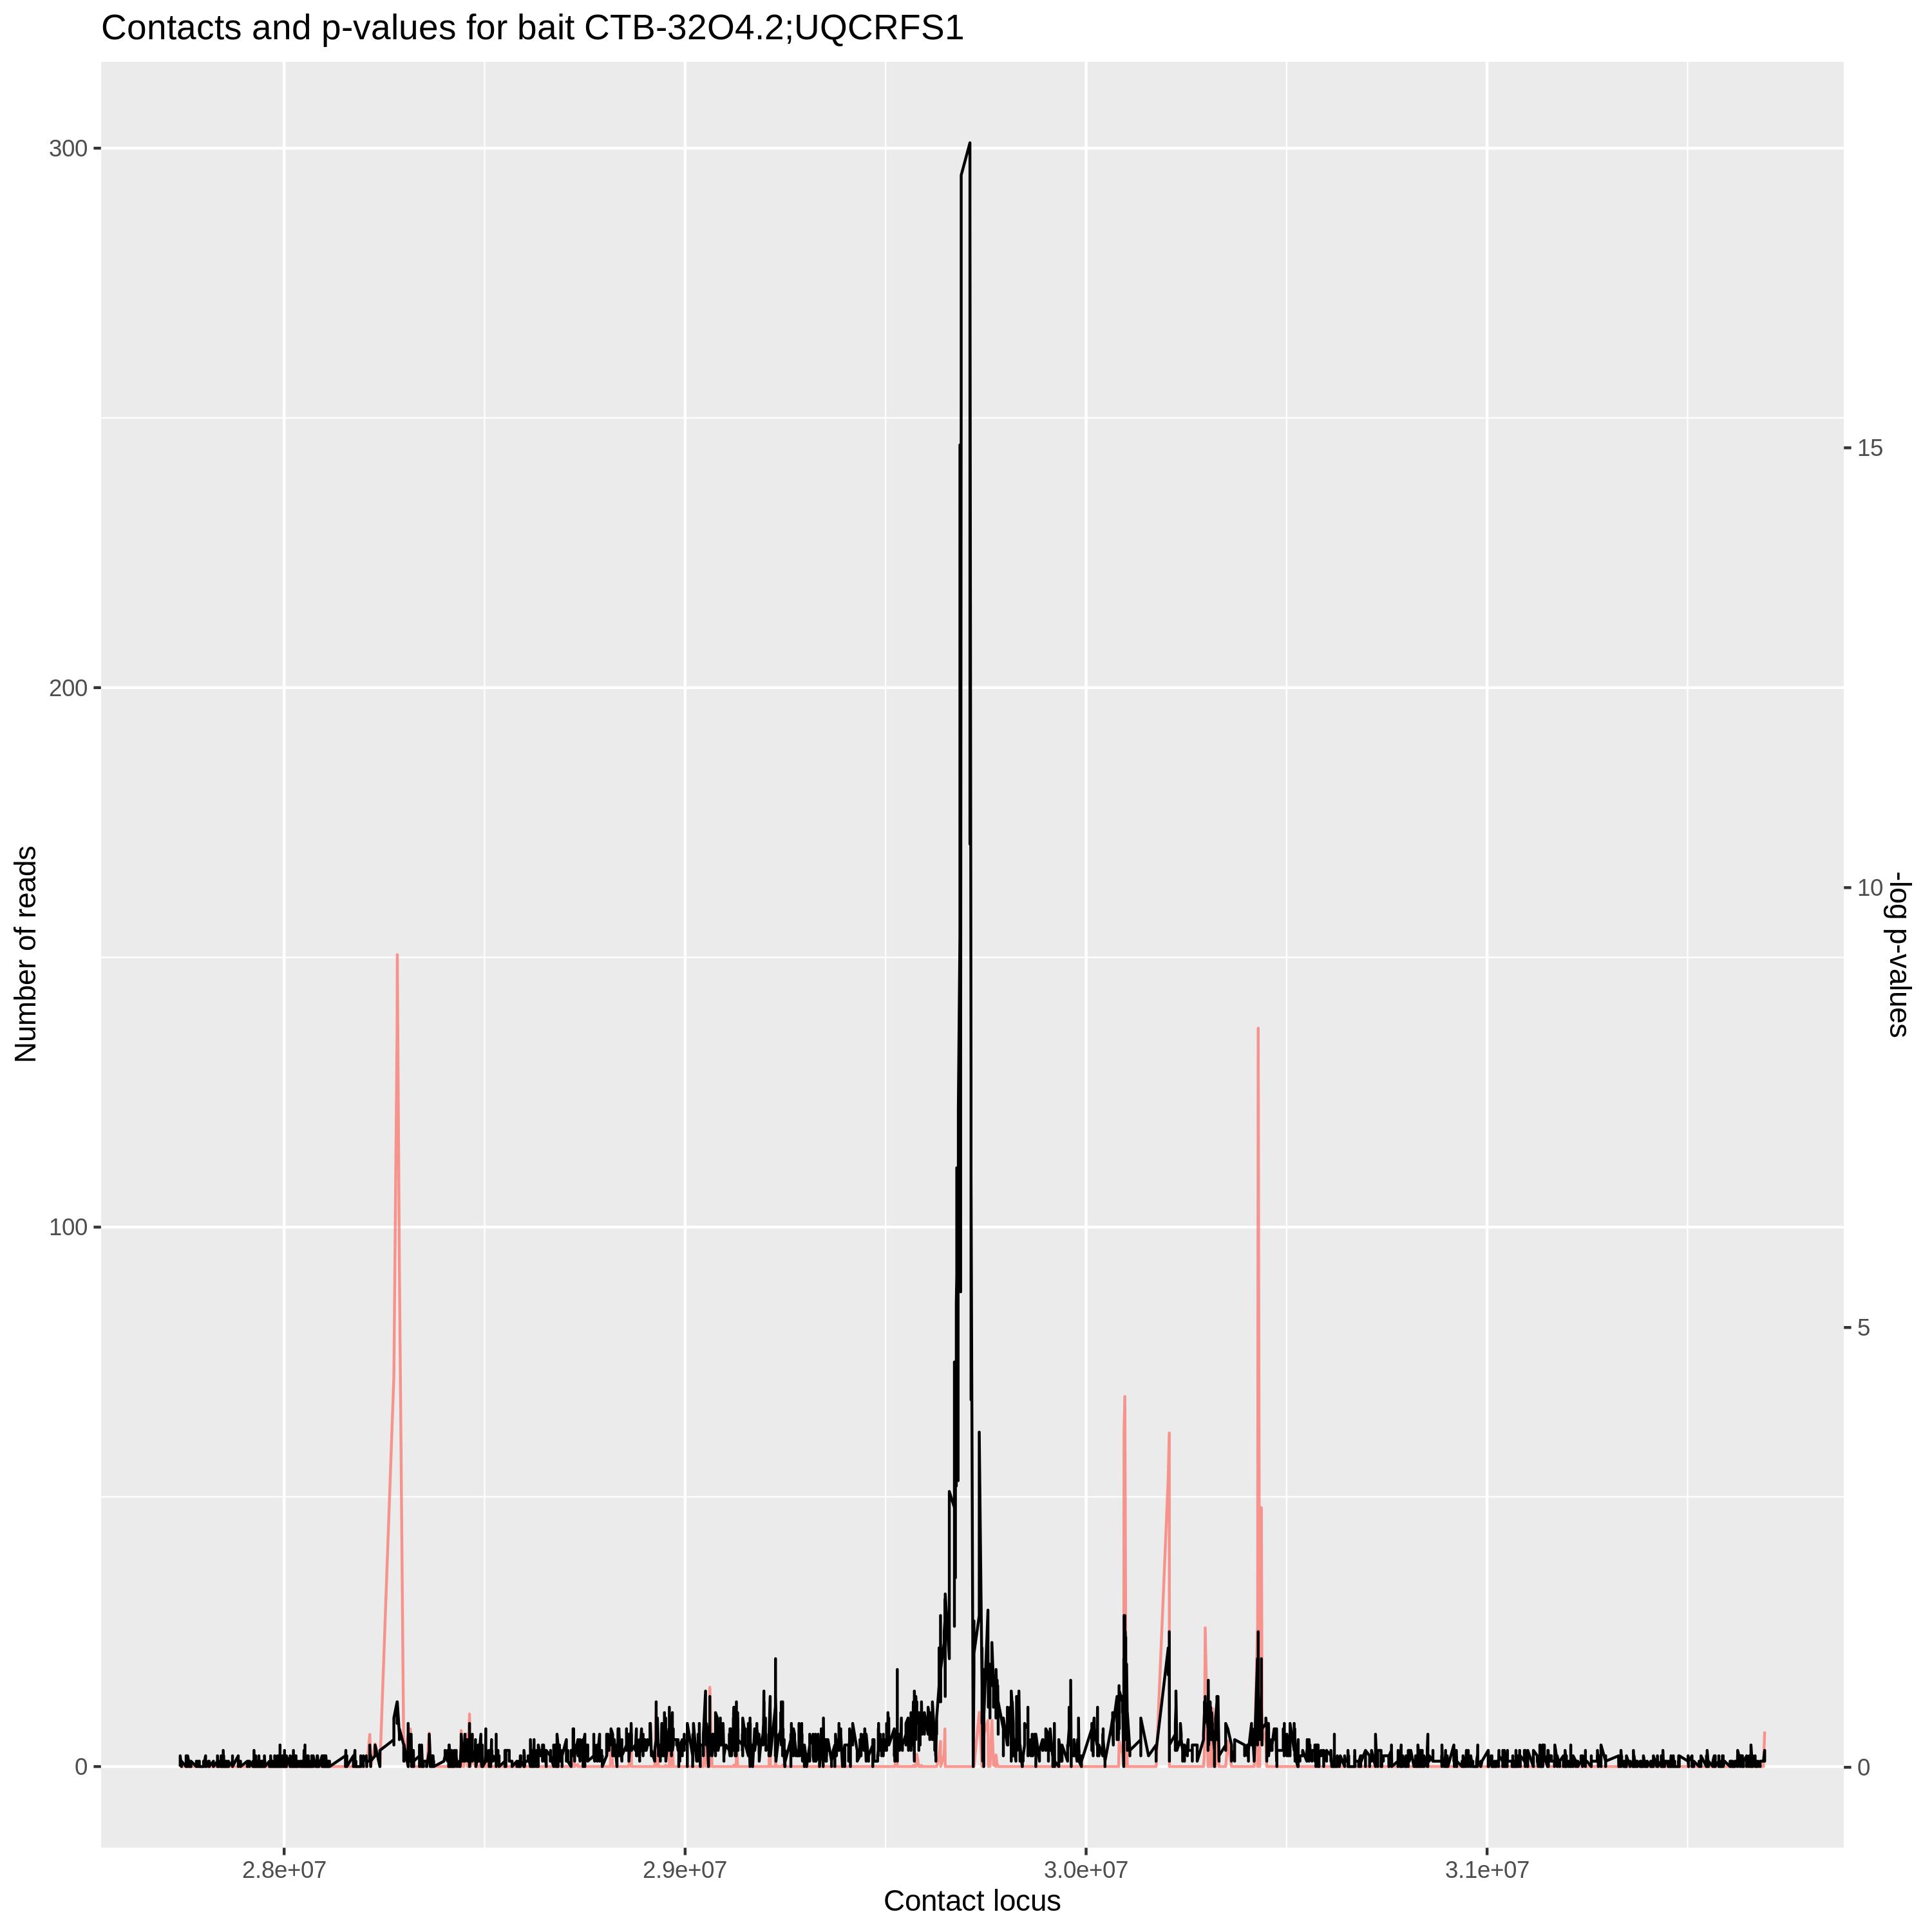 Contacts and p-values for bait CTB-32O4.2;UQCRFS1
300
200
100
0
Number of reads
15
10
5
0
-log p-values
2.8e+07
2.9e+07
3.0e+07
3.1e+07
Contact locus